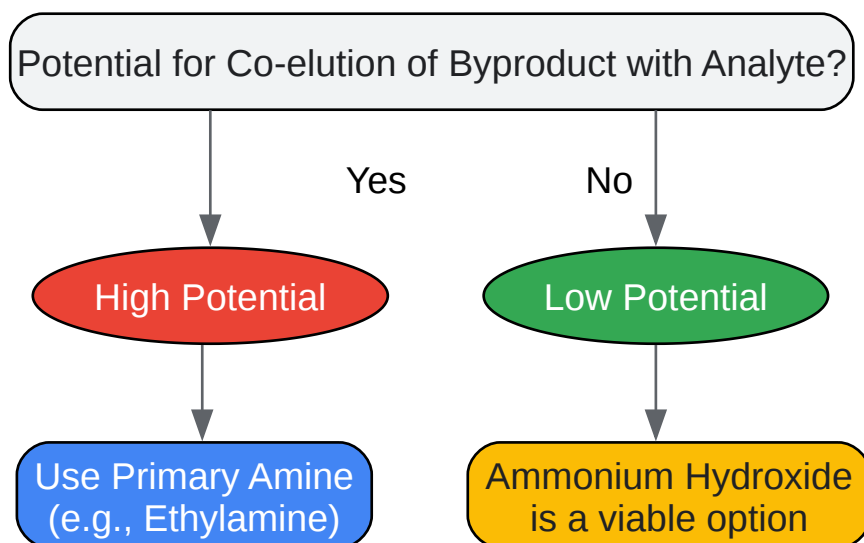 Potential for Co-elution of Byproduct with Analyte?
Yes
No
High Potential
Low Potential
Use Primary Amine
(e.g., Ethylamine)
Ammonium Hydroxide
is a viable option